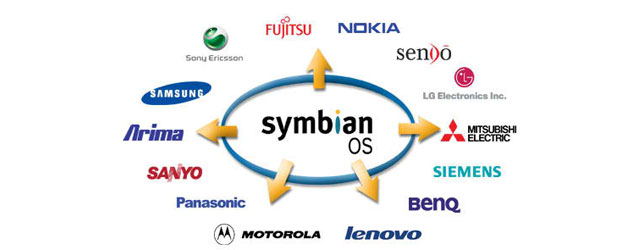 FUJITSU
NOKIA
Sony Ericsson
sendo
LG
LG Electronics Inc.
SAMSUNG
symbian
OS
Arima
MITSUBISHI
ELECTRIC
SANYO
SIEMENS
Panasonic
BenQ
MOTOROLA
lenovo